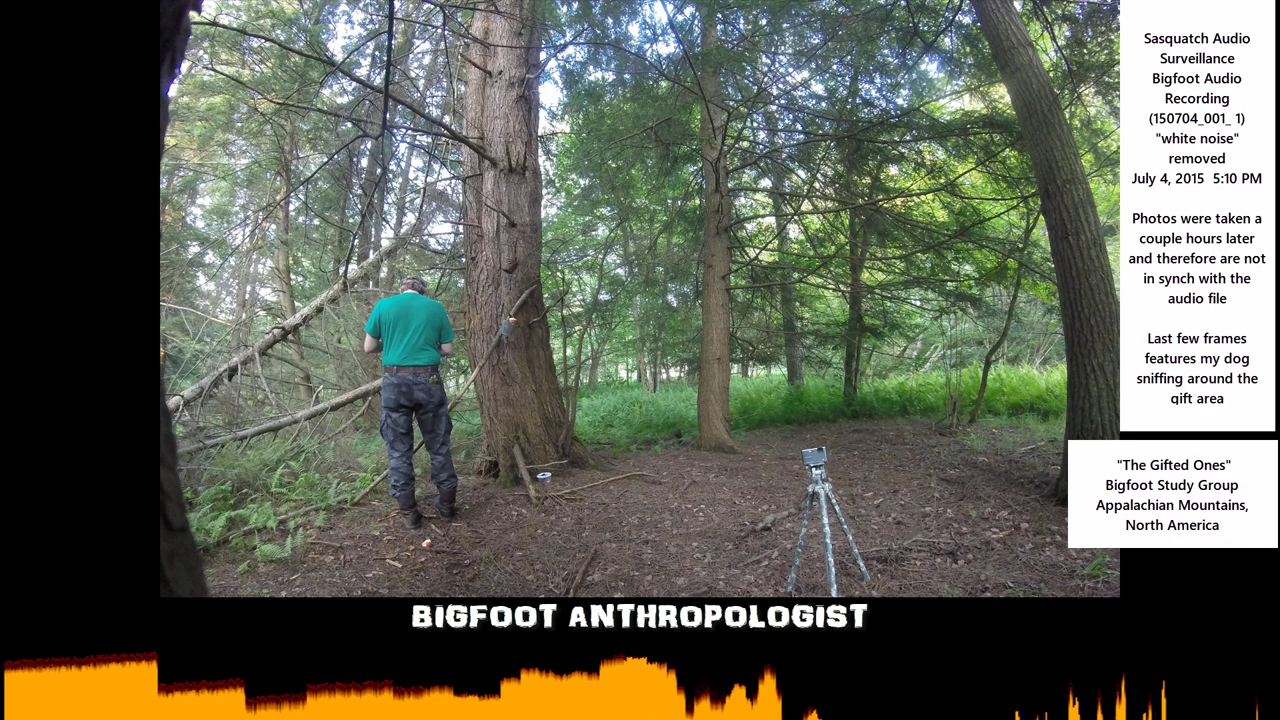 Sasquatch Audio
Surveillance
Bigfoot Audio
Recording
(150704_001_ 1)
"white noise"
removed
July 4, 2015  5:10 PM
Photos were taken a
couple hours later
and therefore are not
in synch with the
audio file
Last few frames
features my dog
sniffing around the
gift area
"The Gifted Ones"
Bigfoot Study Group
Appalachian Mountains,
North America
BIGFOOT ANTHROPOLOGIST